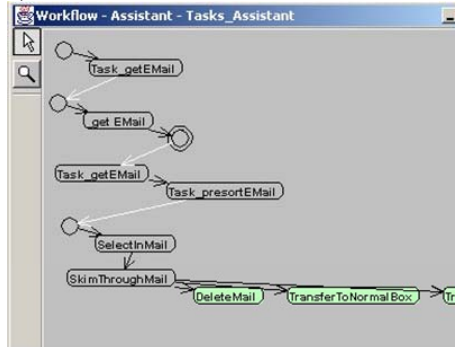 Workflow - Assistant - Tasks_Assistant
Task_getEMail
get EMail
Task_getEMail
Task_presortEMail
SelectInMail
SkimThroughMail
DeleteMail
TransferToNormalBox